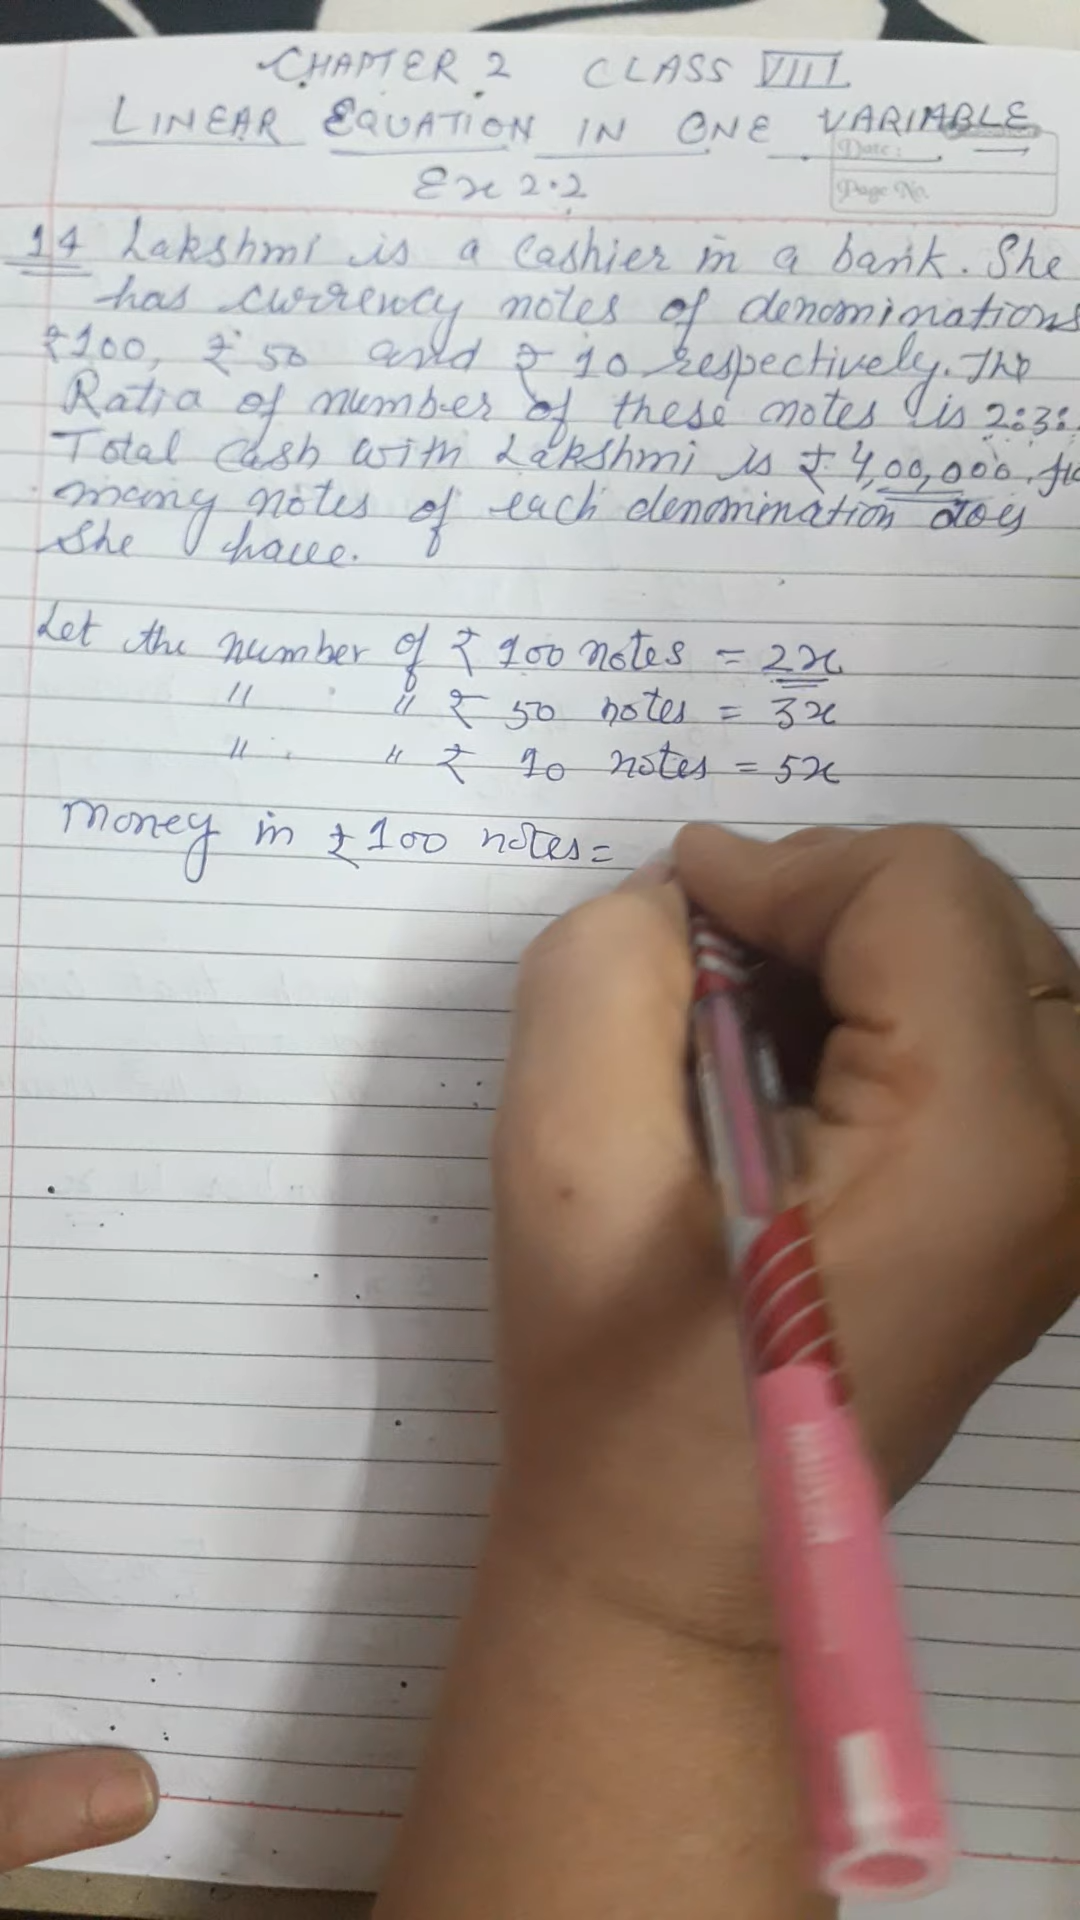 CHAPTER 2 CLASS VIII
LINEAR EQUATION IN ONE VARIABLE
Date:
Page No.
Ex 2.2
14 Lakshmi is a Cashier in a bank. She
has currency notes of denominations
₹100, ₹50 and ₹10 respectively. The
Ratio of number of these notes is 2:3:
Total Cash with Lakshmi is ₹4,00,000.
many notes of each denomination does
She have.
Let the number of ₹100 notes = 2x
" " ₹ 50 notes = 3x
" " ₹ 10 notes = 5x
Money in ₹100 notes =